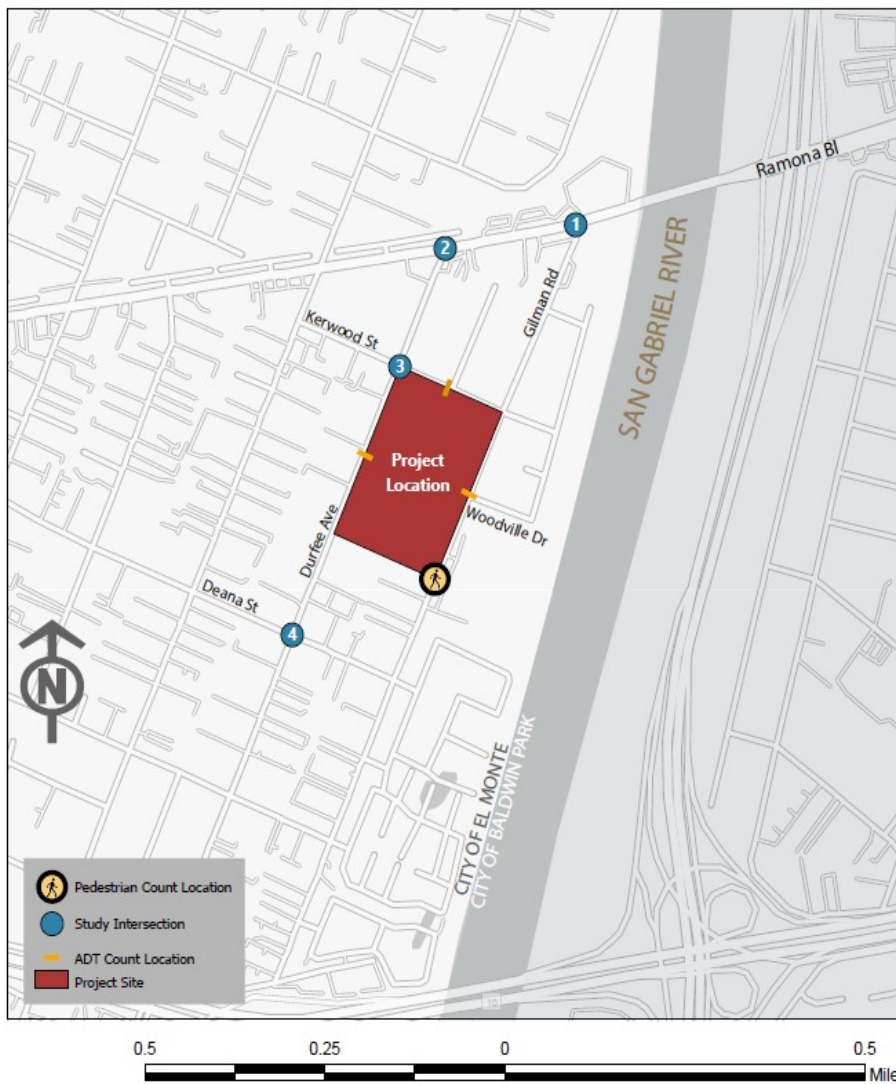 Ramona Bl
1
2
Gilman Rd
Kerwood St
SAN GABRIEL RIVER
3
Project
Location
Woodville Dr
Durfee Ave
Deana St
4
N
CITY OF EL MONTE
CITY OF BALDWIN PARK
Pedestrian Count Location
Study Intersection
ADT Count Location
Project Site
10
0.5
0.25
0
0.5
Mile